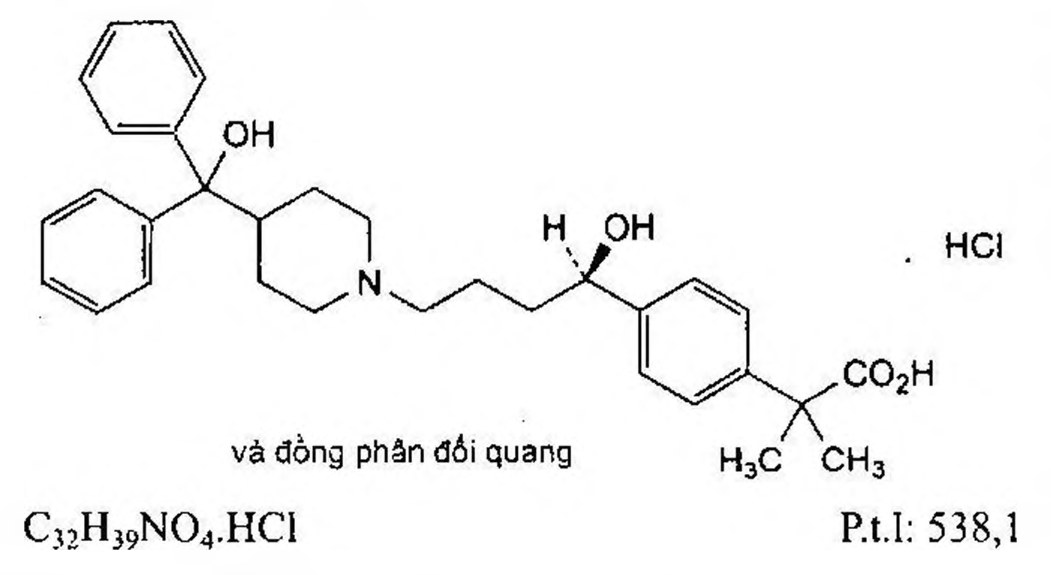 OH
H OH
. HCl
N
CO₂H
và đồng phân đối quang
H₃C CH₃
C₃₂H₃₉NO₄.HCl P.t.l: 538,1